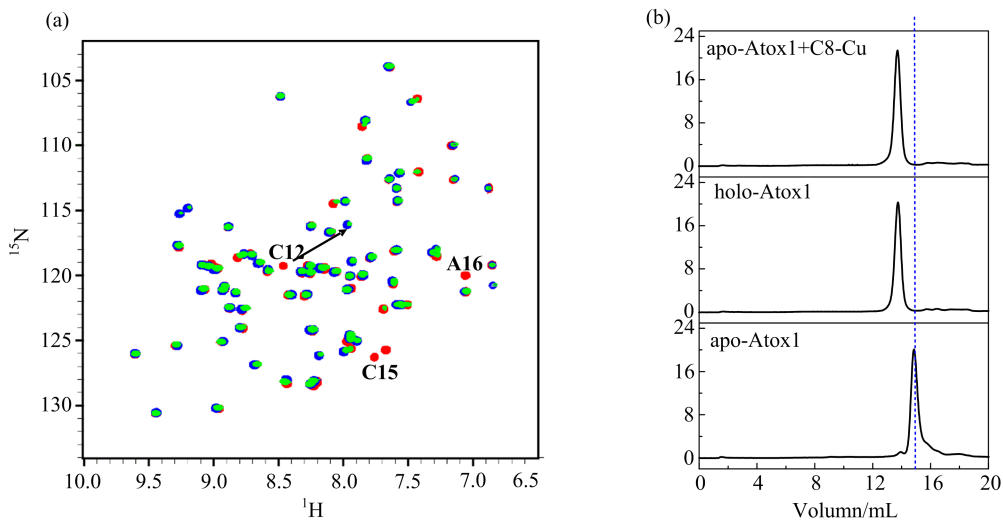 (a)
105
110
115
120
125
130
¹⁵N
C12
A16
C15
10.0 9.5 9.0 8.5 8.0 7.5 7.0 6.5
¹H
(b)
apo-Atox1+C8-Cu
24
16
8
0
holo-Atox1
24
16
8
0
apo-Atox1
24
16
8
0
0 4 8 12 16 20
Volumn/mL